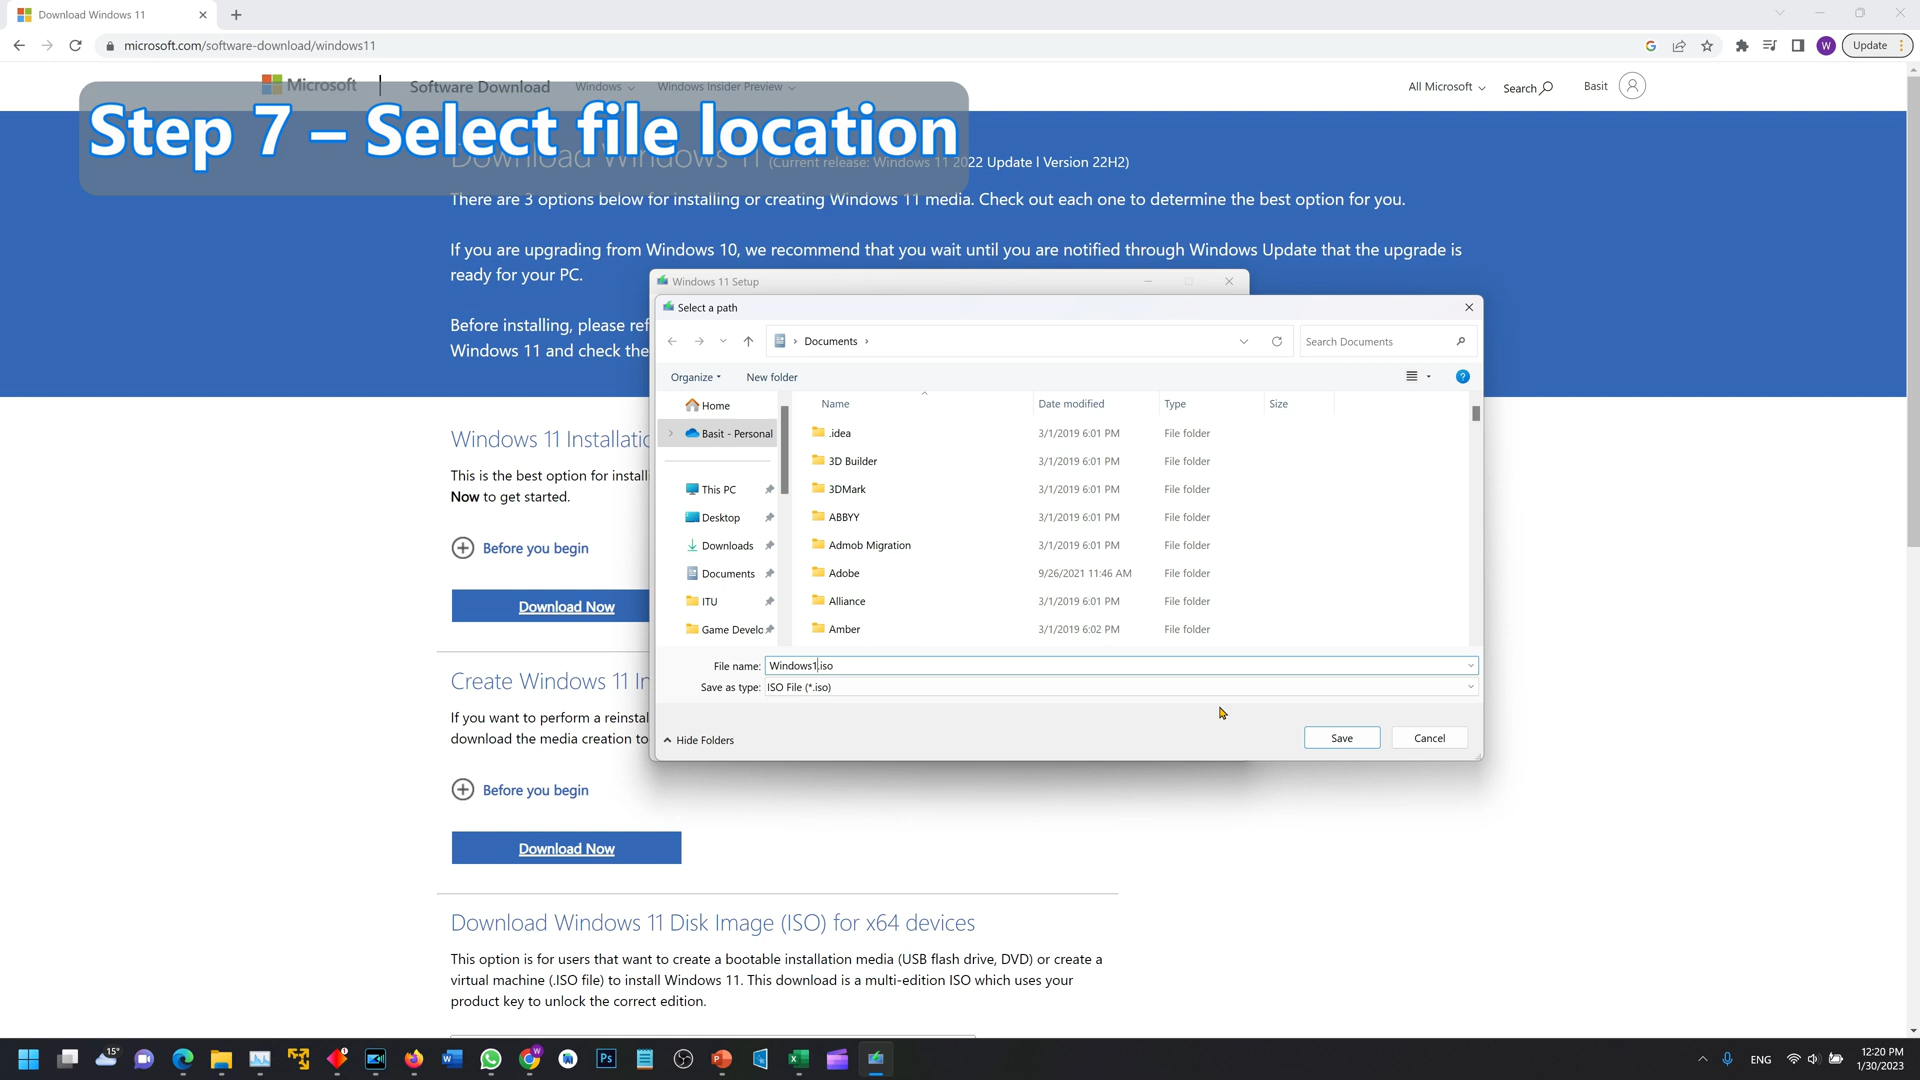 Download Windows 11
microsoft.com/software-download/windows11
W
Update
Microsoft
Software Download
Windows
Windows Insider Preview
All Microsoft
Search
Basit
Step 7 – Select file location
Download Windows 11 (Current release: Windows 11 2022 Update l Version 22H2)
There are 3 options below for installing or creating Windows 11 media. Check out each one to determine the best option for you.
If you are upgrading from Windows 10, we recommend that you wait until you are notified through Windows Update that the upgrade is
ready for your PC.
Before installing, please ref
Windows 11 and check the
Windows 11 Setup
Select a path
Documents
Search Documents
Organize
New folder
Home
Basit - Personal
This PC
Desktop
Downloads
Documents
ITU
Game Develo
Name Date modified Type Size
.idea 3/1/2019 6:01 PM File folder
3D Builder 3/1/2019 6:01 PM File folder
3DMark 3/1/2019 6:01 PM File folder
ABBYY 3/1/2019 6:01 PM File folder
Admob Migration 3/1/2019 6:01 PM File folder
Adobe 9/26/2021 11:46 AM File folder
Alliance 3/1/2019 6:01 PM File folder
Amber 3/1/2019 6:02 PM File folder
File name: Windows1.iso
Save as type: ISO File (*.iso)
Hide Folders
Save
Cancel
Windows 11 Installatio
This is the best option for install
Now to get started.
Before you begin
Download Now
Create Windows 11 In
If you want to perform a reinstal
download the media creation to
Before you begin
Download Now
Download Windows 11 Disk Image (ISO) for x64 devices
This option is for users that want to create a bootable installation media (USB flash drive, DVD) or create a
virtual machine (.ISO file) to install Windows 11. This download is a multi-edition ISO which uses your
product key to unlock the correct edition.
15°
ENG
12:20 PM
1/30/2023